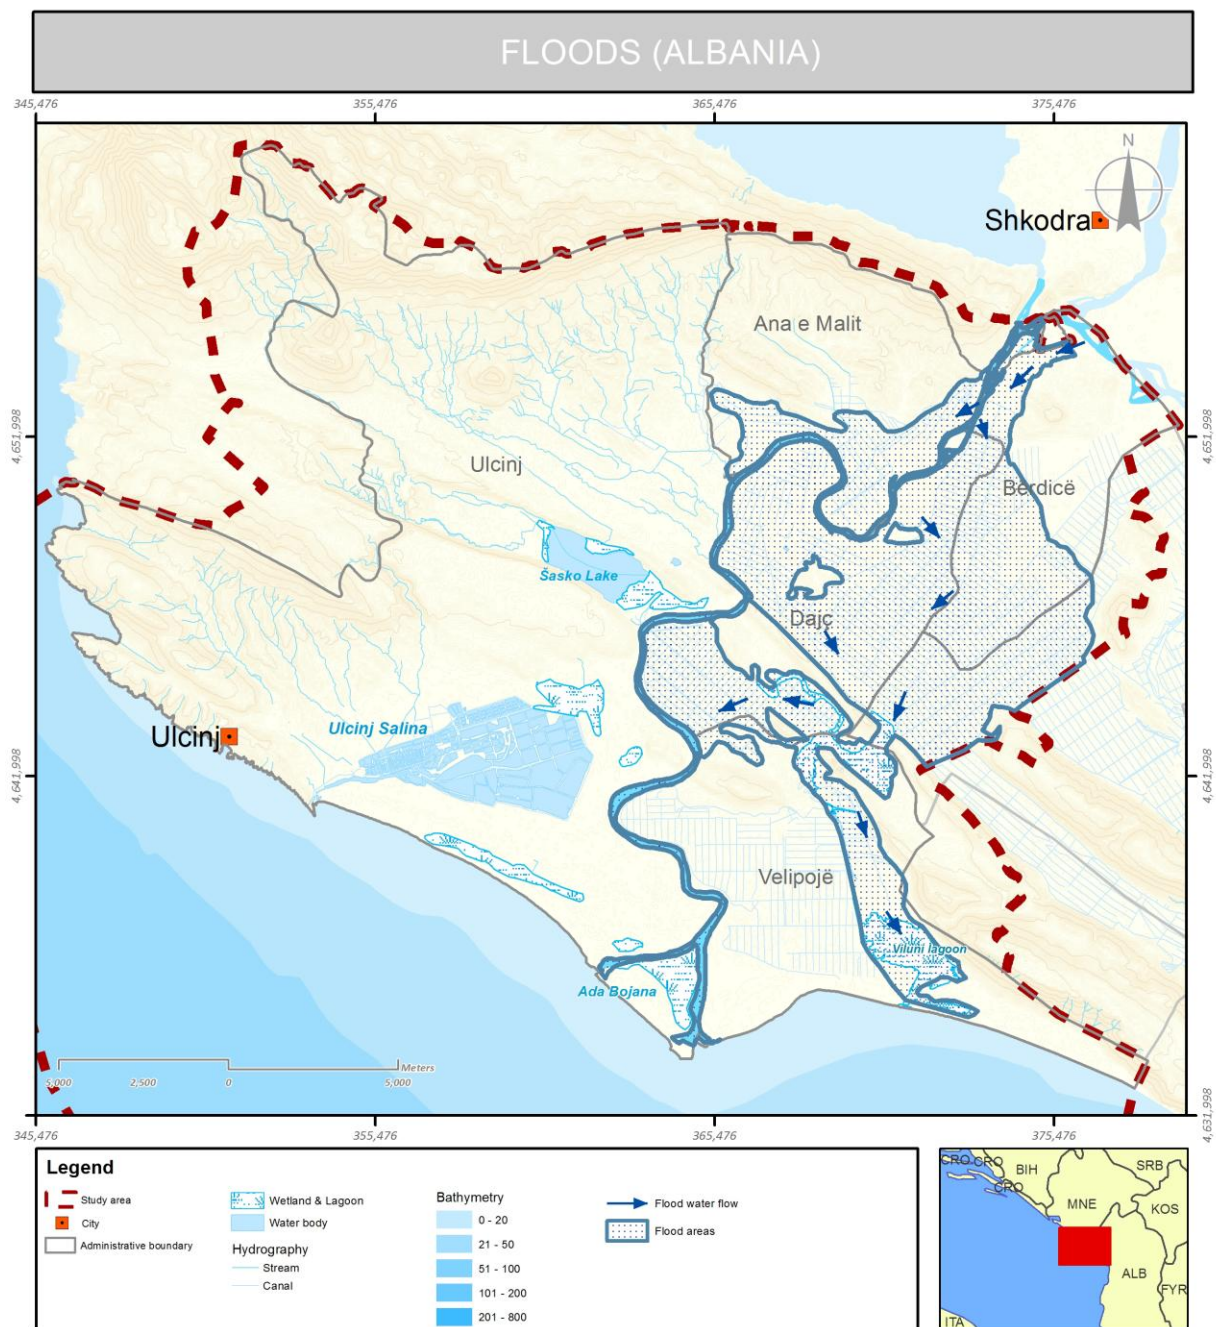 FLOODS (ALBANIA)
345,476
355,476
365,476
375,476
N
Shkodra
Ana e Malit
4,651,998
4,651,998
Ulcinj
Bërdicë
Šasko Lake
Dajç
Ulcinj Salina
Ulcinj
4,641,998
4,641,998
Velipojë
Viluni lagoon
Ada Bojana
Meters
5,000
2,500
0
5,000
4,631,998
345,476
355,476
365,476
375,476
Legend
Study area
City
Administrative boundary
Wetland & Lagoon
Water body
Hydrography
Stream
Canal
Bathymetry
0 - 20
21 - 50
51 - 100
101 - 200
201 - 800
Flood water flow
Flood areas
CRO
CRO
BIH
SRB
CRO
MNE
KOS
ALB
FYR
ITA